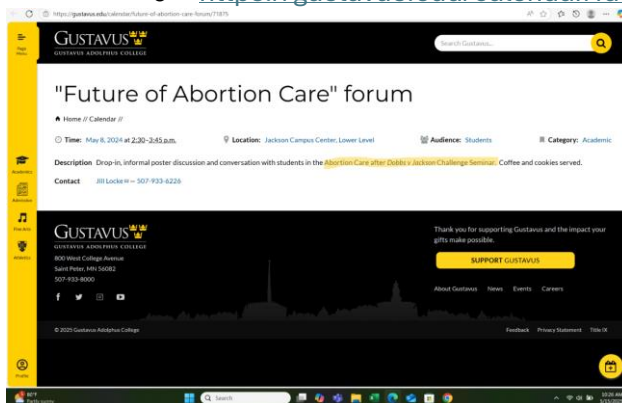 https://gustavus.edu/calendar/future-of-abortion-care-forum/71875
Page
Menu
GUSTAVUS
GUSTAVUS ADOLPHUS COLLEGE
Search Gustavus...
"Future of Abortion Care" forum
Home // Calendar //
Time: May 8, 2024 at 2:30–3:45 p.m.
Location: Jackson Campus Center, Lower Level
Audience: Students
Category: Academic
Description Drop-in, informal poster discussion and conversation with students in the Abortion Care after Dobbs v Jackson Challenge Seminar. Coffee and cookies served.
Contact Jill Locke – 507-933-6226
Academics
Admission
Fine Arts
Athletics
Profile
GUSTAVUS
GUSTAVUS ADOLPHUS COLLEGE
800 West College Avenue
Saint Peter, MN 56082
507-933-8000
Thank you for supporting Gustavus and the impact your
gifts make possible.
SUPPORT GUSTAVUS
About Gustavus News Events Careers
© 2025 Gustavus Adolphus College
Feedback Privacy Statement Title IX
Search
10:26 AM